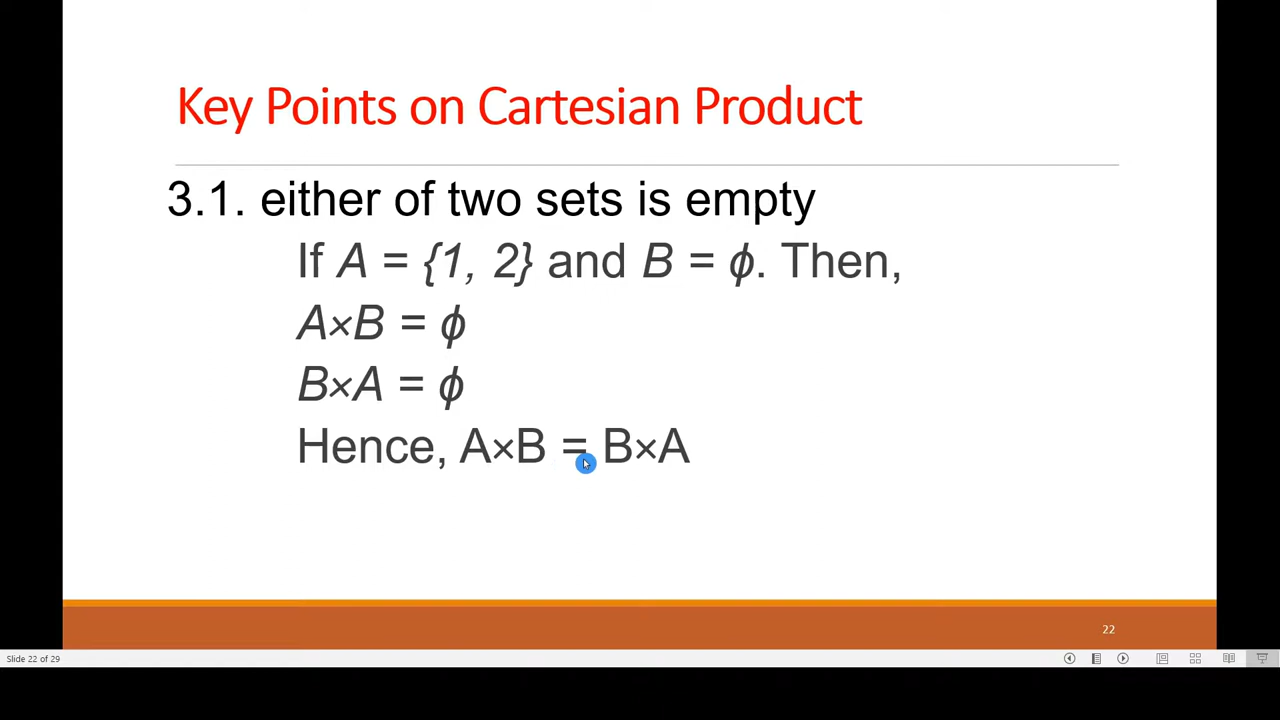 Key Points on Cartesian Product
3.1. either of two sets is empty
If A = {1, 2} and B = ϕ. Then,
A×B = ϕ
B×A = ϕ
Hence, A×B = B×A
22
Slide 22 of 29